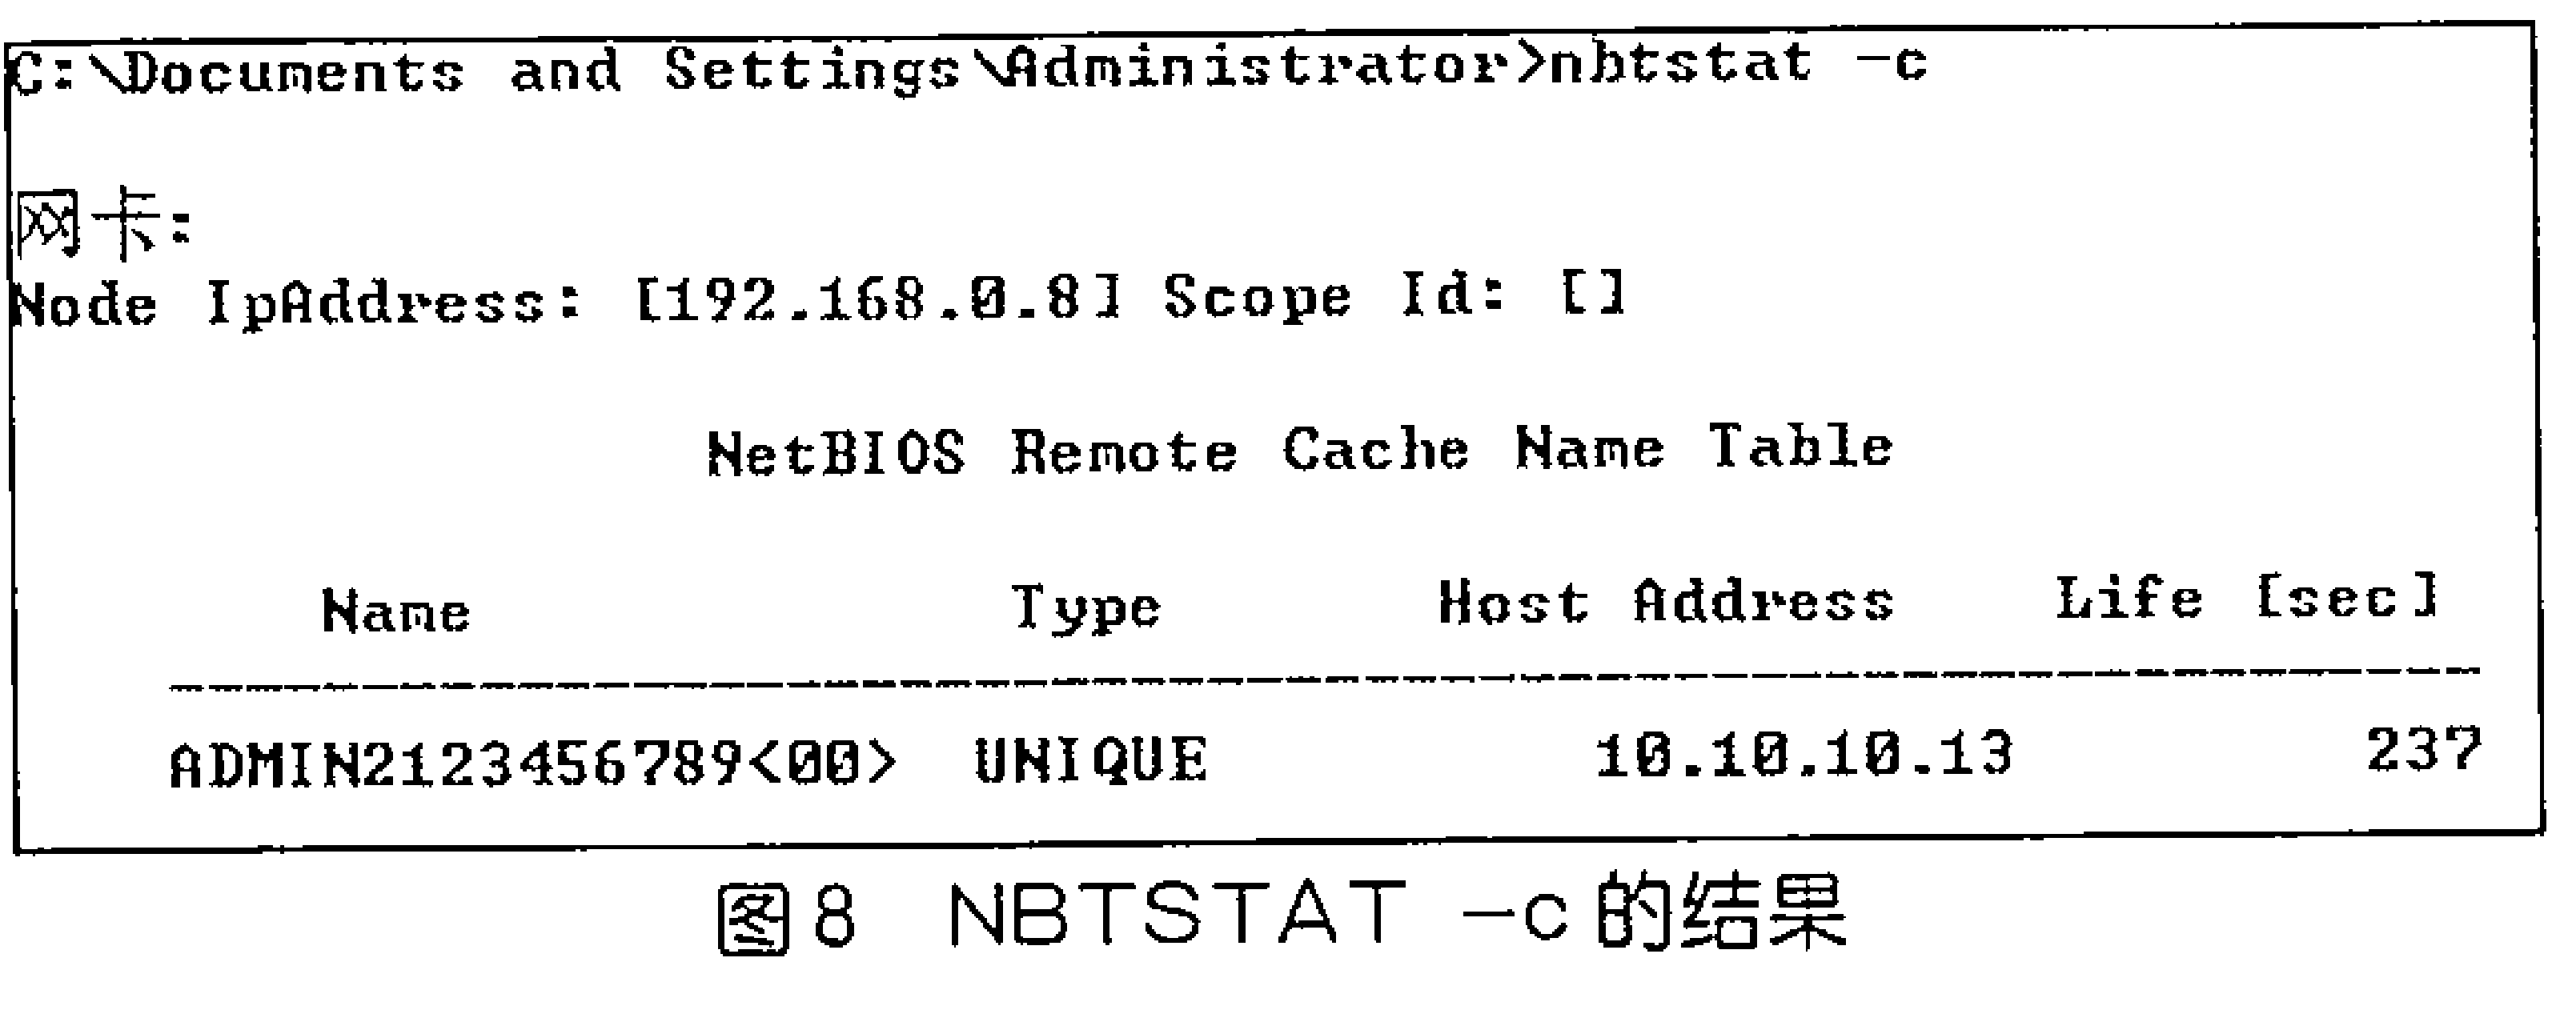 C:\Documents and Settings\Administrator>nbtstat -c
网卡:
Node IpAddress: [192.168.0.8] Scope Id: []
NetBIOS Remote Cache Name Table
Name Type Host Address Life [sec]
------------------------------------------------------------
ADMIN2123456789<00> UNIQUE 10.10.10.13 237
图8 NBTSTAT -c的结果